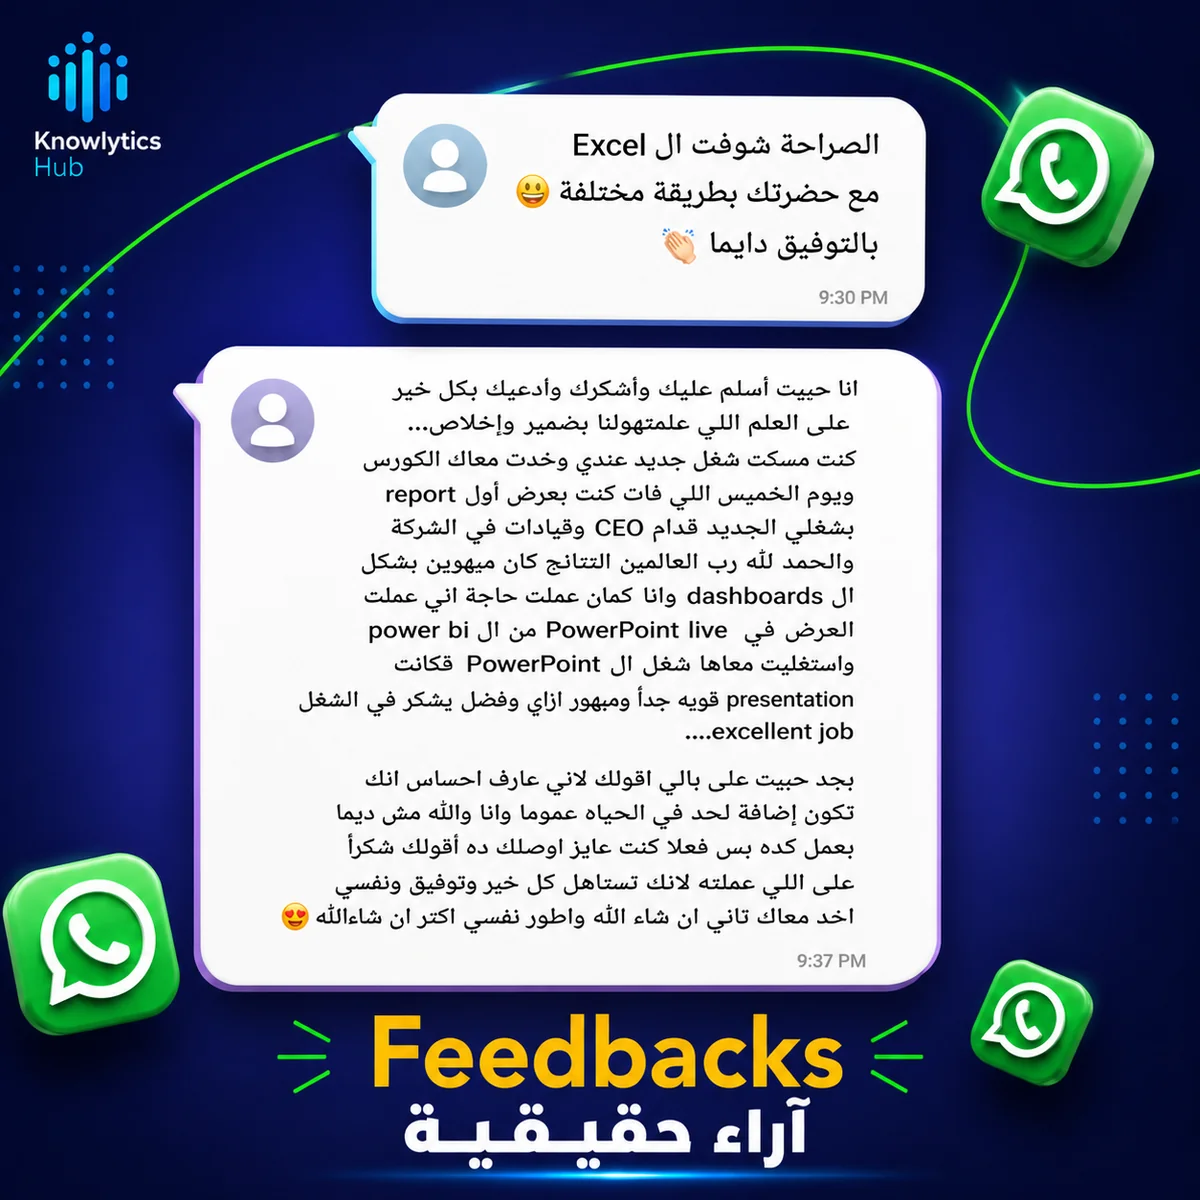 Knowlytics
Hub
الصراحة شوفت ال Excel
مع حضرتك بطريقة مختلفة 😃
بالتوفيق دايما 👏🏻
9:30 PM
انا حبيت أسلم عليك وأشكرك وأدعيك بكل خير
على العلم اللي علمتهولنا بضمير وإخلاص...
كنت مسكت شغل جديد عندي وخدت معاك الكورس
ويوم الخميس اللي فات كنت بعرض أول report
بشغلي الجديد قدام CEO وقيادات في الشركة
والحمد لله رب العالمين التتانج كان ميهوين بشكل
ال dashboards وانا كمان عملت حاجة اني عملت
العرض في PowerPoint live من ال power bi
واستغليت معاها شغل ال PowerPoint فكانت
presentation قويه جدأ ومبهور ازاي وفضل يشكر في الشغل
excellent job....
بجد حبيت على بالي اقولك لاني عارف احساس انك
تكون إضافة لحد في الحياه عموما وانا والله مش ديما
بعمل كده بس فعلا كنت عايز اوصلك ده أقولك شكرأ
على اللي عملته لانك تستاهل كل خير وتوفيق ونفسي
اخد معاك تاني ان شاء الله واطور نفسي اكتر ان شاءالله 😍
9:37 PM
Feedbacks
آراء حقيقية